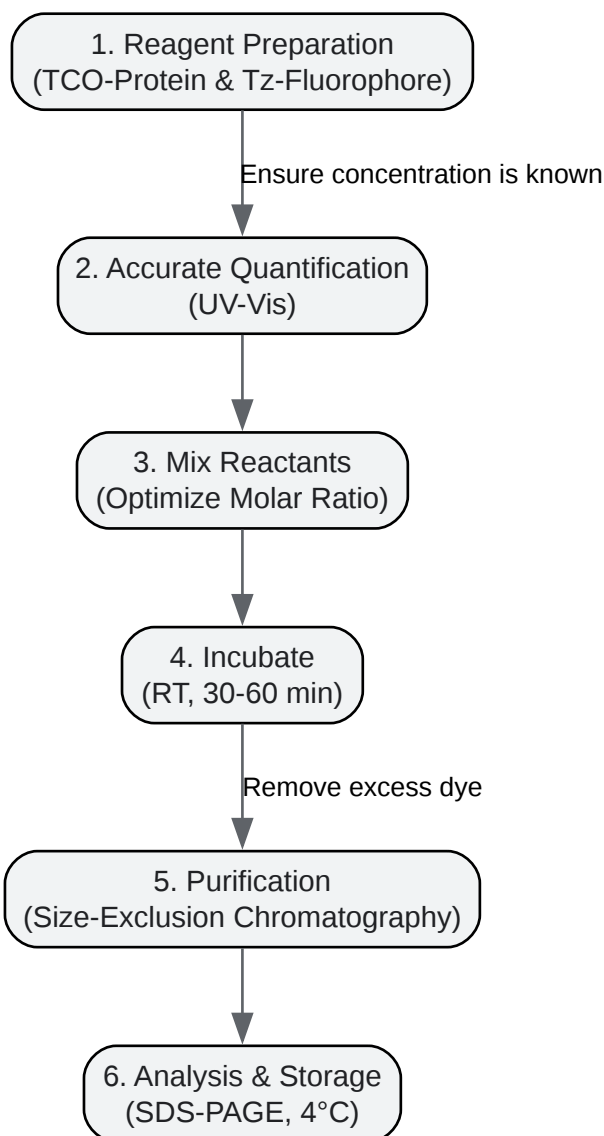 1. Reagent Preparation
(TCO-Protein & Tz-Fluorophore)
Ensure concentration is known
2. Accurate Quantification
(UV-Vis)
3. Mix Reactants
(Optimize Molar Ratio)
4. Incubate
(RT, 30-60 min)
Remove excess dye
5. Purification
(Size-Exclusion Chromatography)
6. Analysis & Storage
(SDS-PAGE, 4°C)